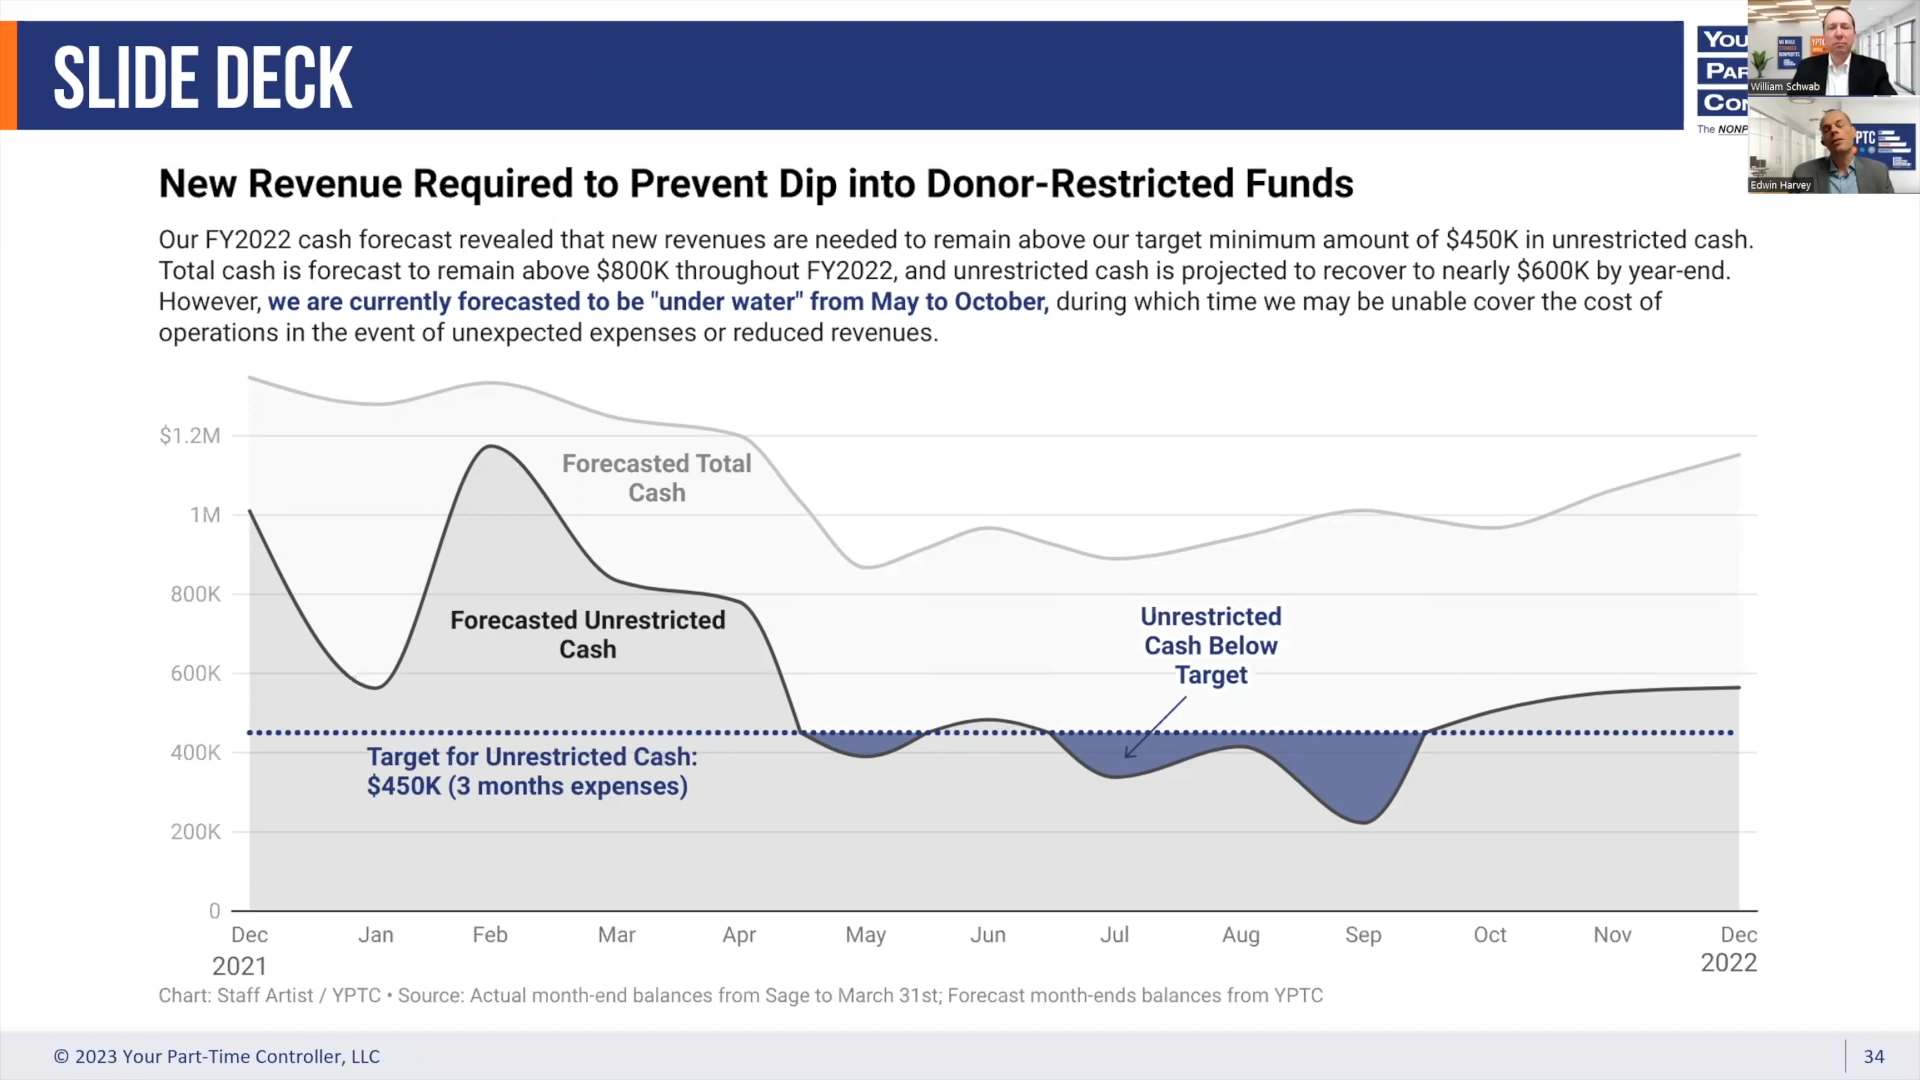 SLIDE DECK
You
Par
Con
The NONP
William Schwab
PTC
Edwin Harvey
New Revenue Required to Prevent Dip into Donor-Restricted Funds
Our FY2022 cash forecast revealed that new revenues are needed to remain above our target minimum amount of $450K in unrestricted cash.
Total cash is forecast to remain above $800K throughout FY2022, and unrestricted cash is projected to recover to nearly $600K by year-end.
However, we are currently forecasted to be "under water" from May to October, during which time we may be unable cover the cost of
operations in the event of unexpected expenses or reduced revenues.
$1.2M
1M
800K
600K
400K
200K
0
Forecasted Total
Cash
Forecasted Unrestricted
Cash
Unrestricted
Cash Below
Target
Target for Unrestricted Cash:
$450K (3 months expenses)
Dec Jan Feb Mar Apr May Jun Jul Aug Sep Oct Nov Dec
2021 2022
Chart: Staff Artist / YPTC • Source: Actual month-end balances from Sage to March 31st; Forecast month-ends balances from YPTC
© 2023 Your Part-Time Controller, LLC
34